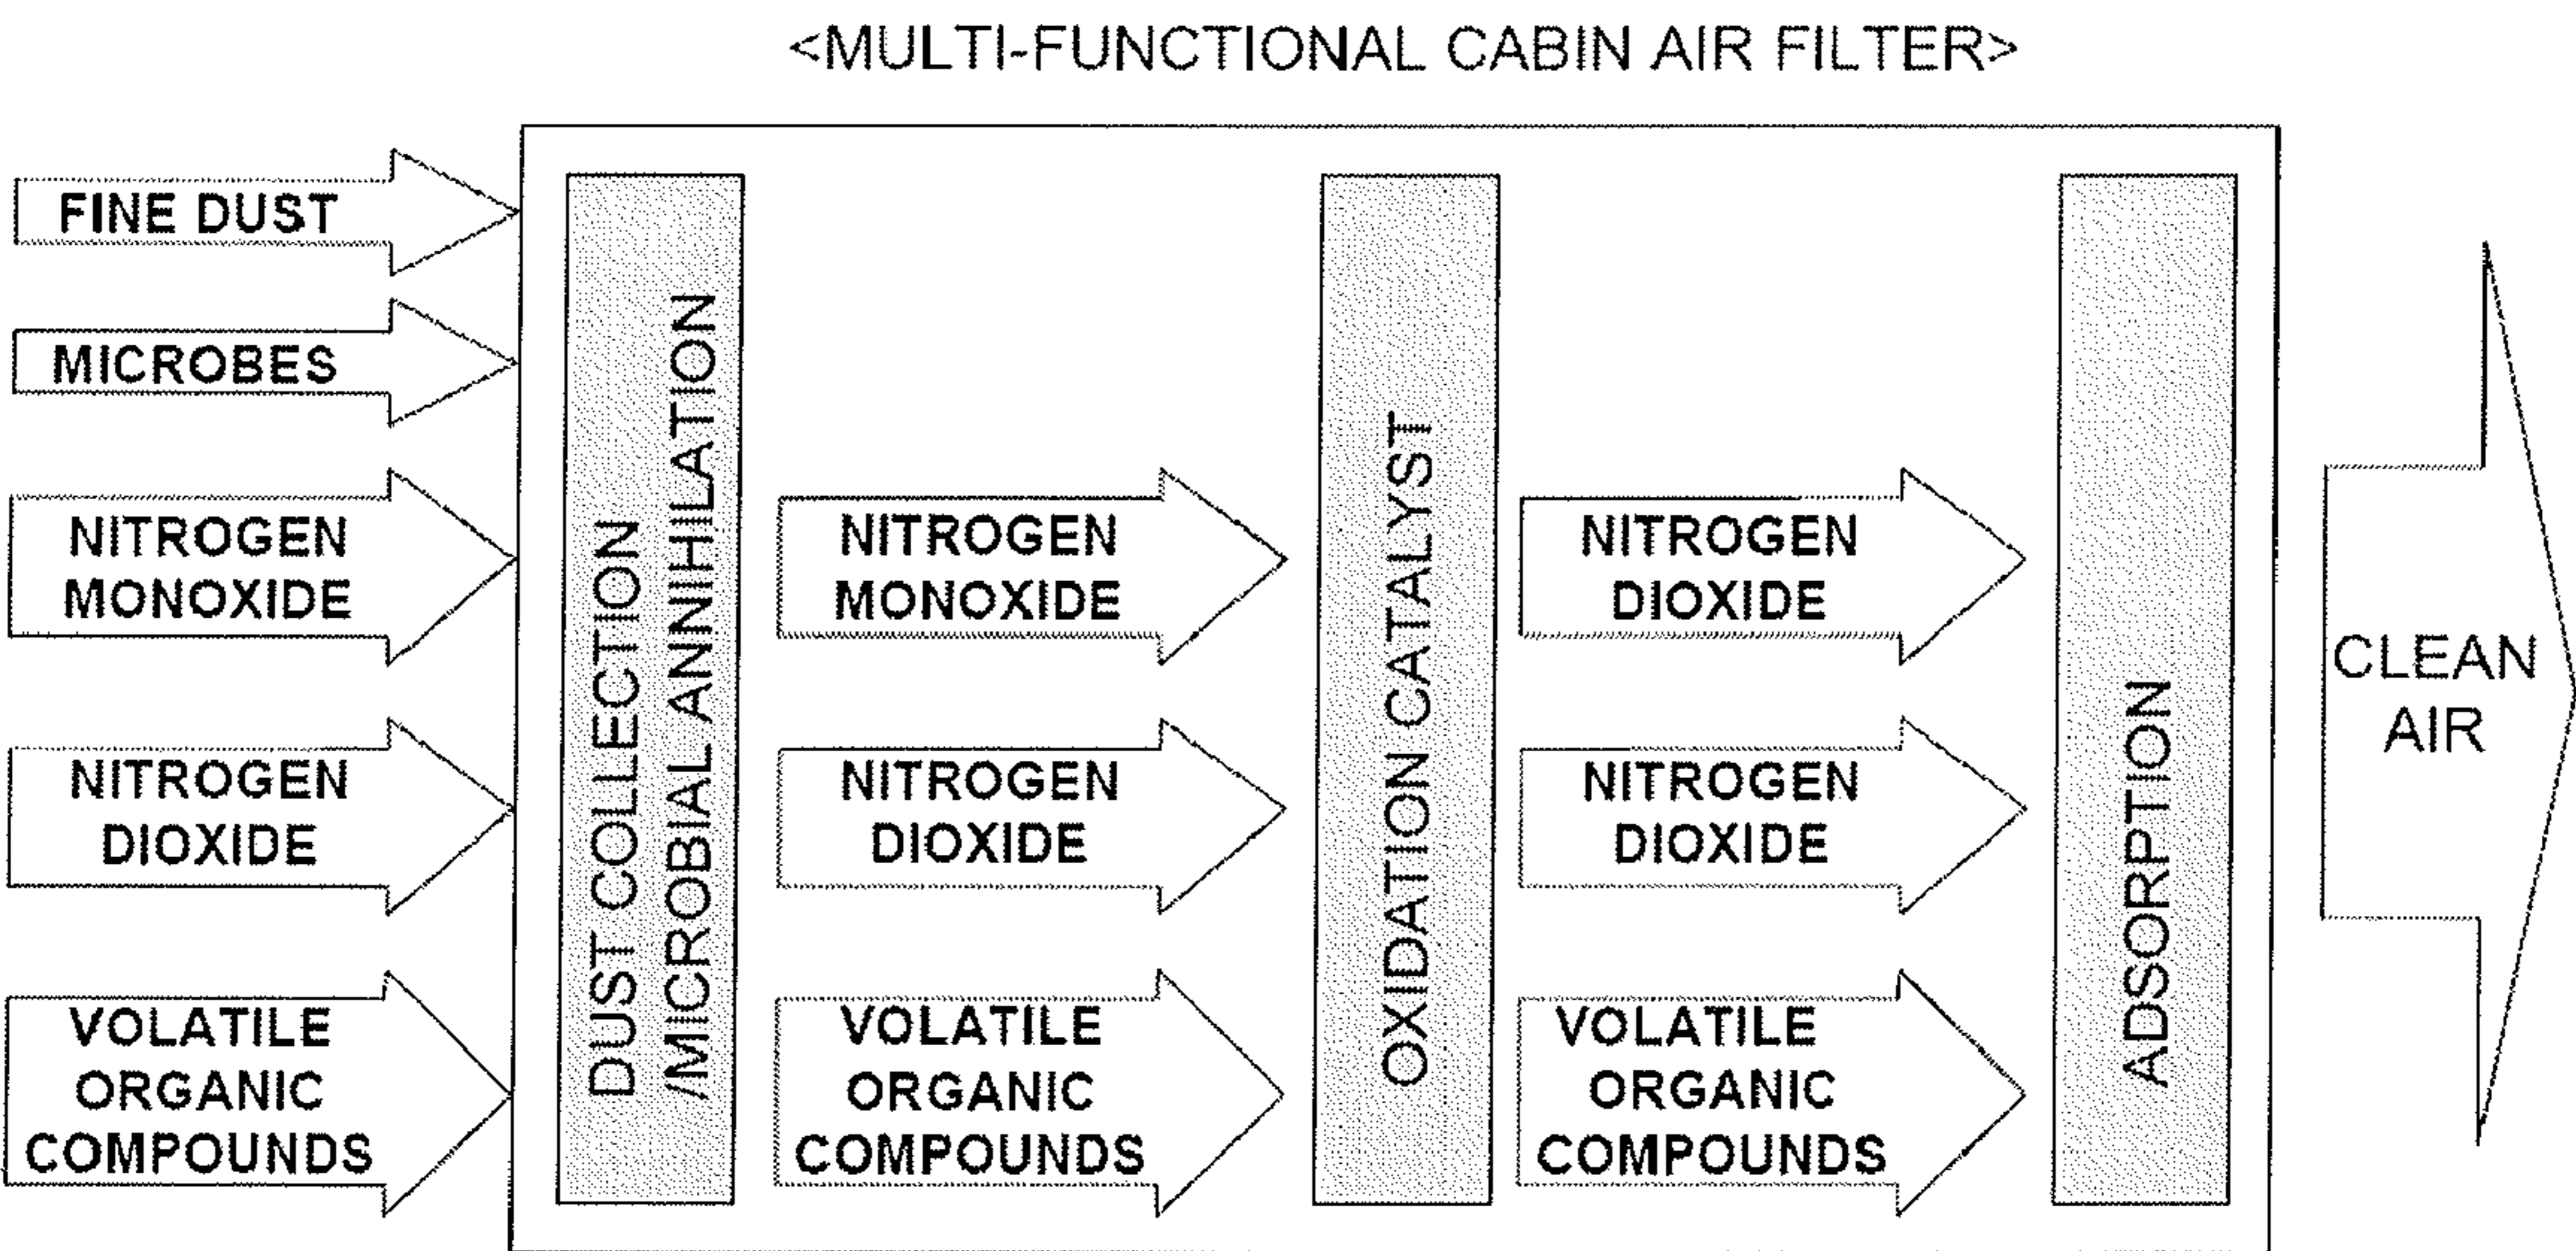 <MULTI-FUNCTIONAL CABIN AIR FILTER>
FINE DUST
MICROBES
NITROGEN
MONOXIDE
NITROGEN
DIOXIDE
VOLATILE
ORGANIC
COMPOUNDS
DUST COLLECTION
/MICROBIAL ANNIHILATION
NITROGEN
MONOXIDE
NITROGEN
DIOXIDE
VOLATILE
ORGANIC
COMPOUNDS
OXIDATION CATALYST
NITROGEN
DIOXIDE
NITROGEN
DIOXIDE
VOLATILE
ORGANIC
COMPOUNDS
ADSORPTION
CLEAN
AIR